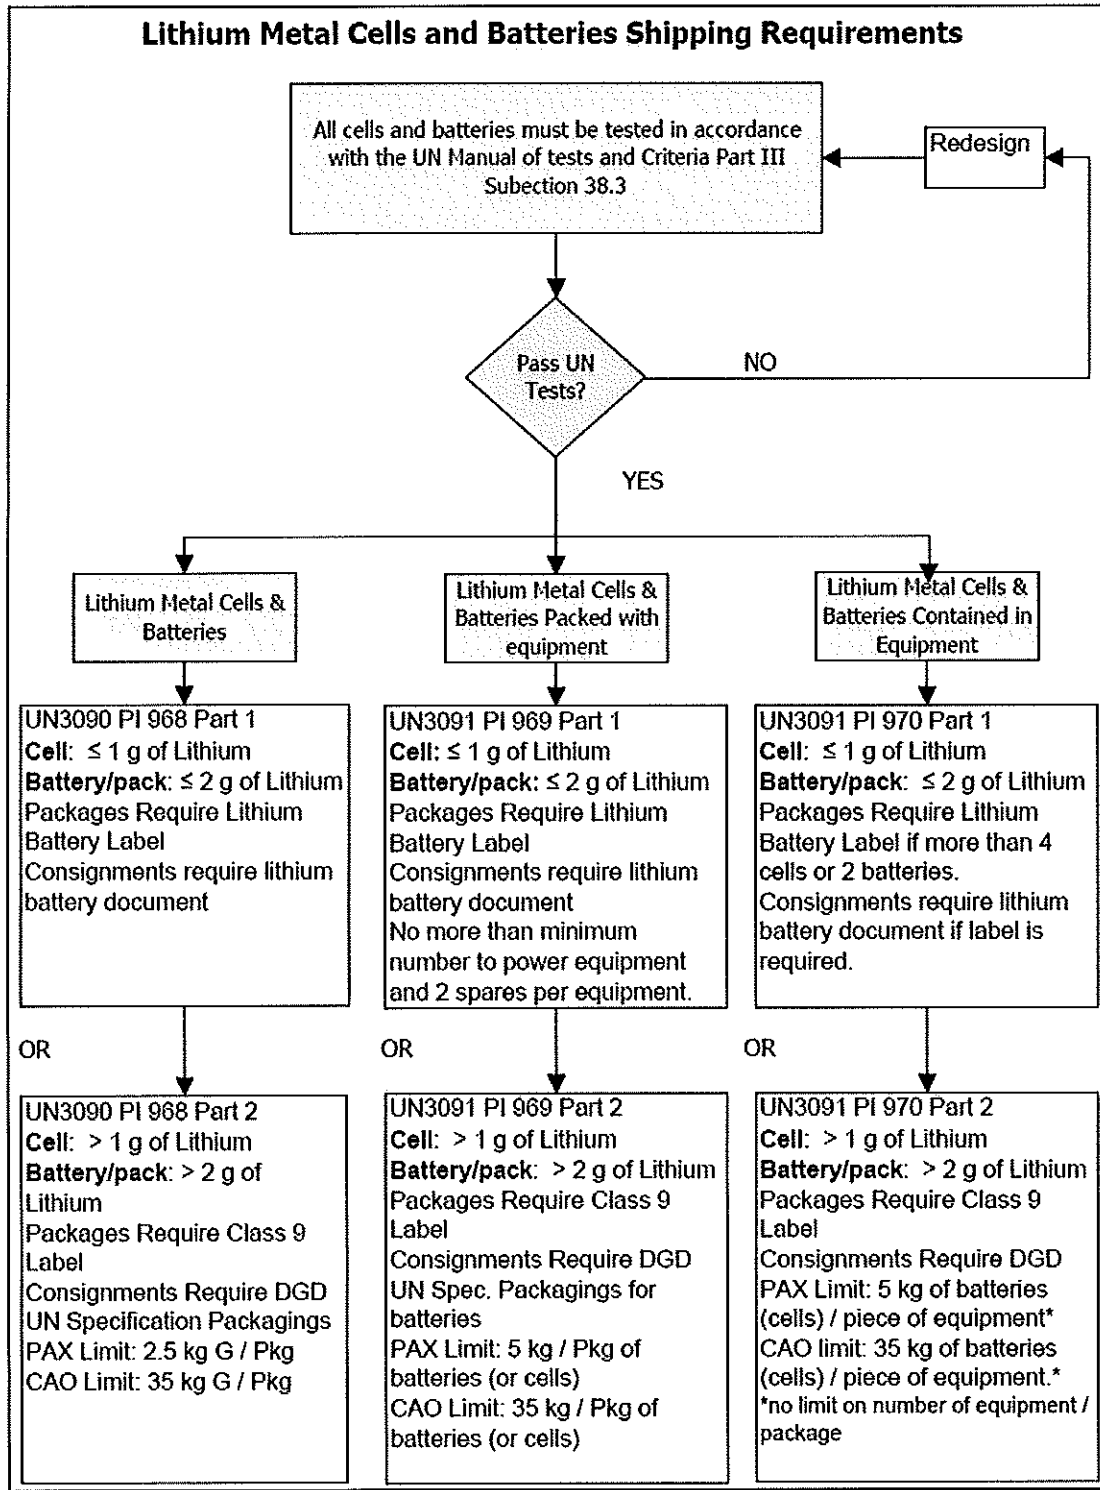 Lithium Metal Cells and Batteries Shipping Requirements
All cells and batteries must be tested in accordance
with the UN Manual of tests and Criteria Part III
Subection 38.3
Redesign
Pass UN
Tests?
NO
YES
Lithium Metal Cells &
Batteries
Lithium Metal Cells &
Batteries Packed with
equipment
Lithium Metal Cells &
Batteries Contained in
Equipment
UN3090 PI 968 Part 1
Cell: ≤ 1 g of Lithium
Battery/pack: ≤ 2 g of Lithium
Packages Require Lithium
Battery Label
Consignments require lithium
battery document
UN3091 PI 969 Part 1
Cell: ≤ 1 g of Lithium
Battery/pack: ≤ 2 g of Lithium
Packages Require Lithium
Battery Label
Consignments require lithium
battery document
No more than minimum
number to power equipment
and 2 spares per equipment.
UN3091 PI 970 Part 1
Cell: ≤ 1 g of Lithium
Battery/pack: ≤ 2 g of Lithium
Packages Require Lithium
Battery Label if more than 4
cells or 2 batteries.
Consignments require lithium
battery document if label is
required.
OR
OR
OR
UN3090 PI 968 Part 2
Cell: > 1 g of Lithium
Battery/pack: > 2 g of
Lithium
Packages Require Class 9
Label
Consignments Require DGD
UN Specification Packagings
PAX Limit: 2.5 kg G / Pkg
CAO Limit: 35 kg G / Pkg
UN3091 PI 969 Part 2
Cell: > 1 g of Lithium
Battery/pack: > 2 g of Lithium
Packages Require Class 9
Label
Consignments Require DGD
UN Spec. Packagings for
batteries
PAX Limit: 5 kg / Pkg of
batteries (or cells)
CAO Limit: 35 kg / Pkg of
batteries (or cells)
UN3091 PI 970 Part 2
Cell: > 1 g of Lithium
Battery/pack: > 2 g of Lithium
Packages Require Class 9
Label
Consignments Require DGD
PAX Limit: 5 kg of batteries
(cells) / piece of equipment*
CAO limit: 35 kg of batteries
(cells) / piece of equipment.*
*no limit on number of equipment /
package